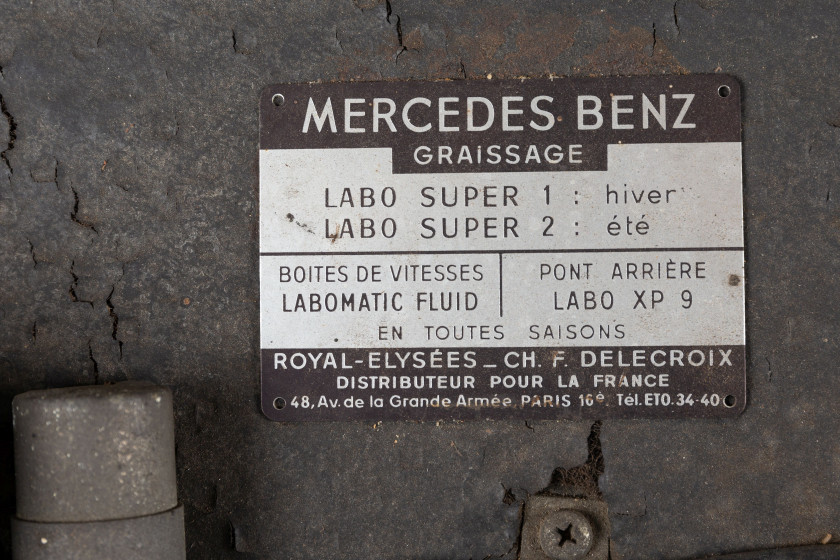 MERCEDES BENZ
GRAISSAGE
LABO SUPER 1 : hiver
LABO SUPER 2 : été
BOITES DE VITESSES
LABOMATIC FLUID
PONT ARRIÈRE
LABO XP 9
EN TOUTES SAISONS
ROYAL-ELYSÉES _ CH. F. DELECROIX
DISTRIBUTEUR POUR LA FRANCE
48, Av. de la Grande Armée, PARIS 16e. Tél. ETO. 34-40